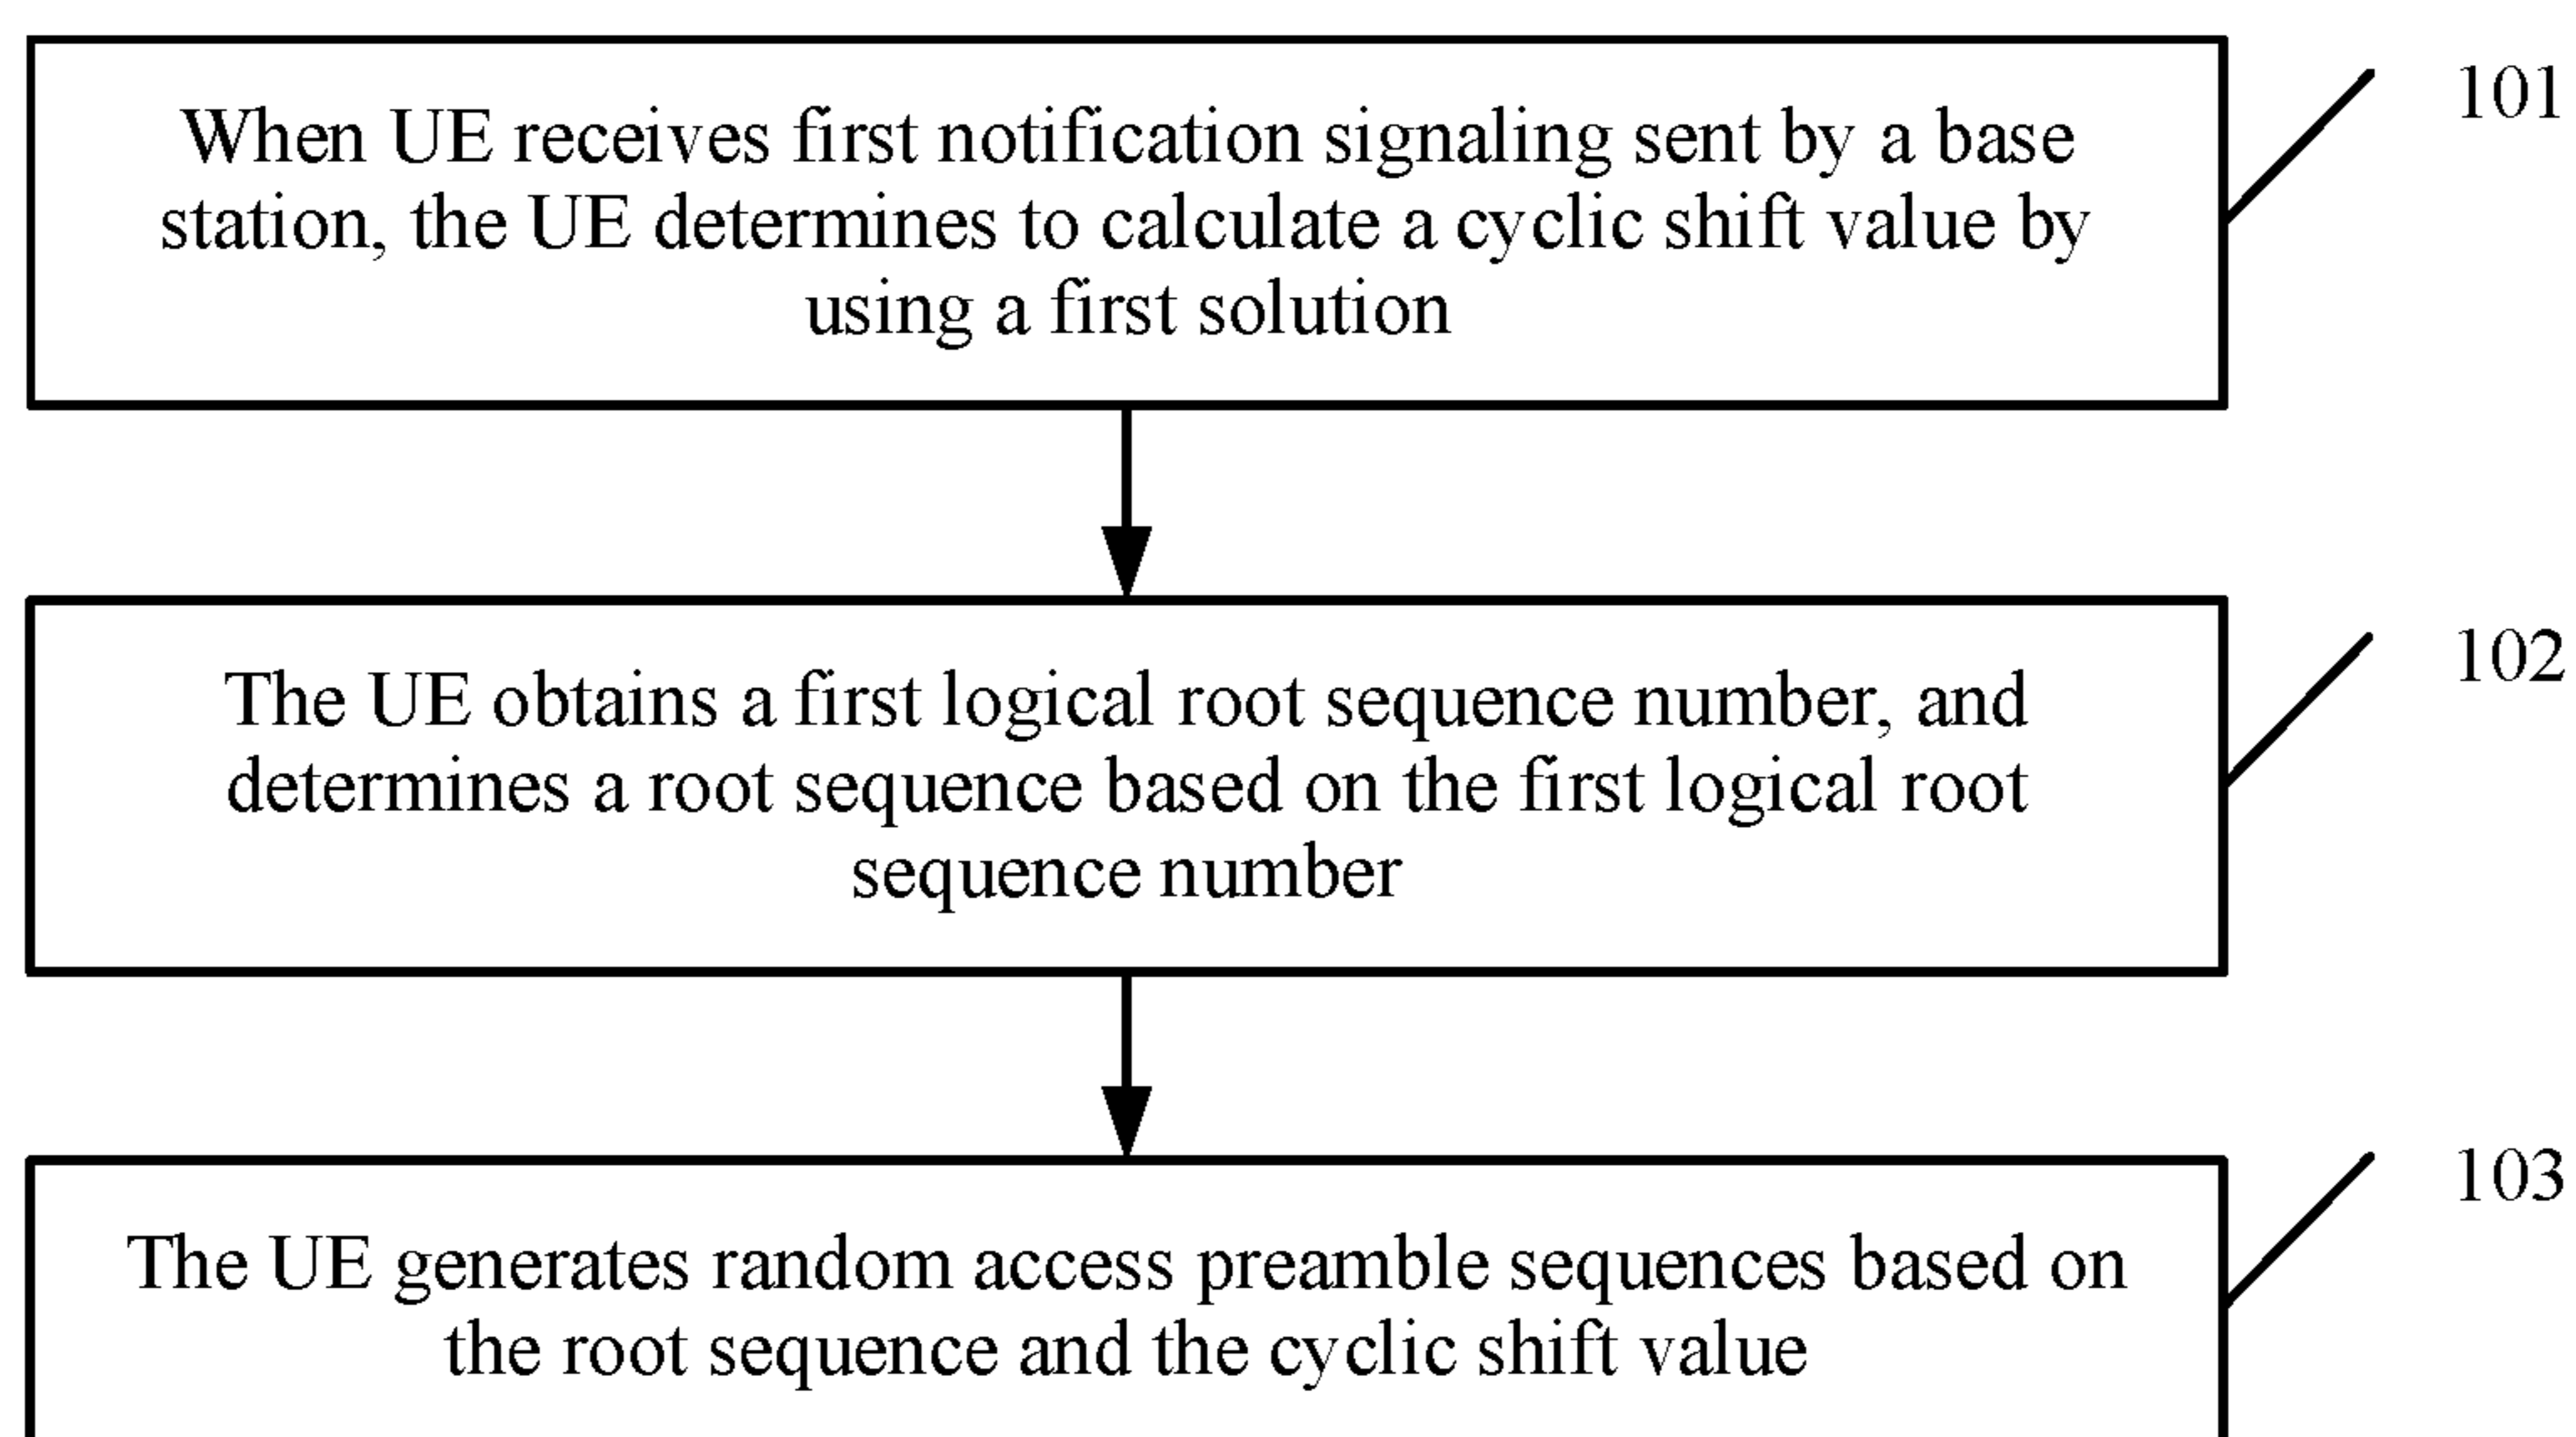 When UE receives first notification signaling sent by a base
station, the UE determines to calculate a cyclic shift value by
using a first solution
101
The UE obtains a first logical root sequence number, and
determines a root sequence based on the first logical root
sequence number
102
The UE generates random access preamble sequences based on
the root sequence and the cyclic shift value
103